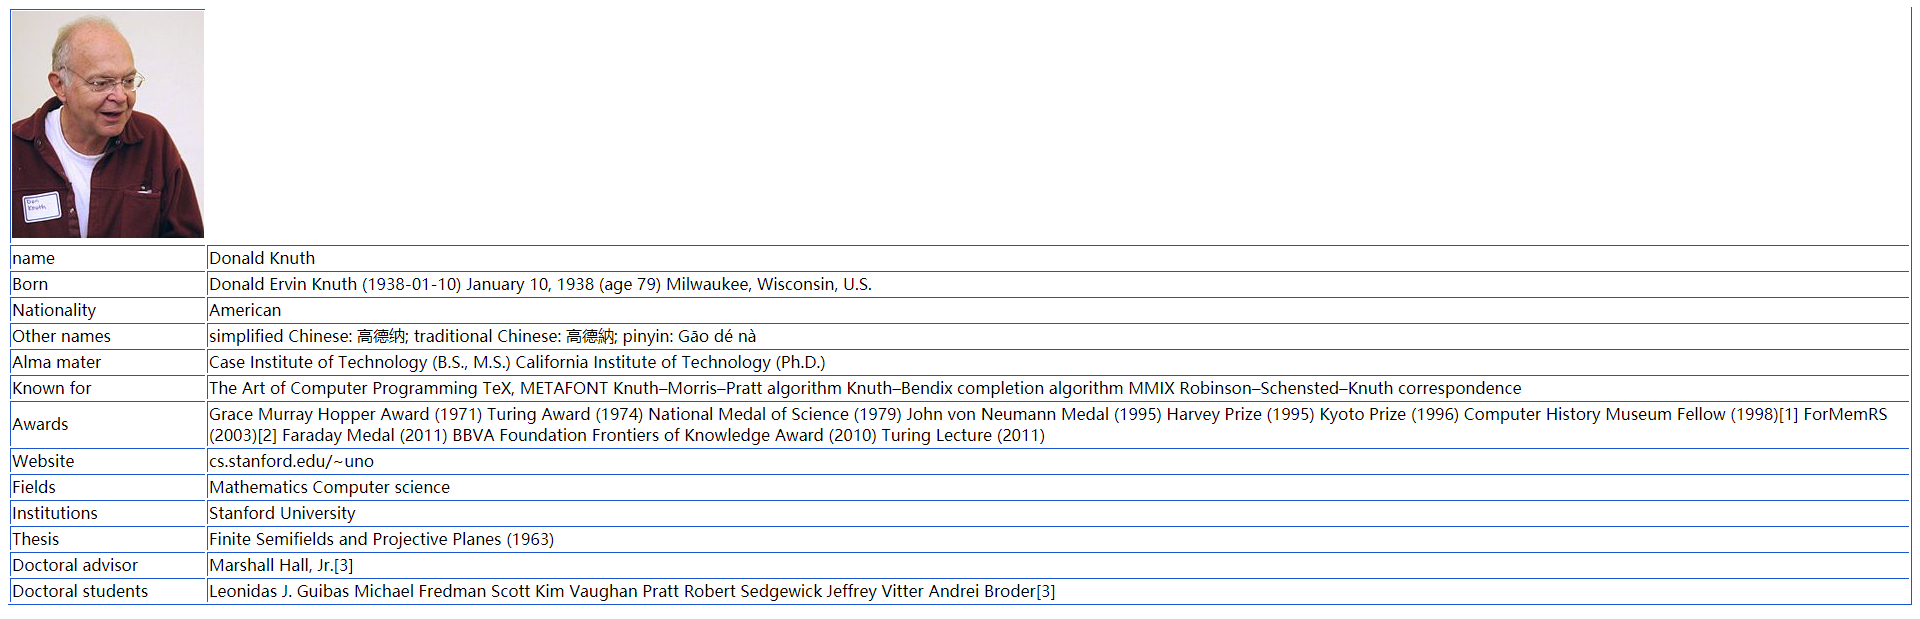 Don
Knuth
name Donald Knuth
Born Donald Ervin Knuth (1938-01-10) January 10, 1938 (age 79) Milwaukee, Wisconsin, U.S.
Nationality American
Other names simplified Chinese: 高德纳; traditional Chinese: 高德納; pinyin: Gāo dé nà
Alma mater Case Institute of Technology (B.S., M.S.) California Institute of Technology (Ph.D.)
Known for The Art of Computer Programming TeX, METAFONT Knuth–Morris–Pratt algorithm Knuth–Bendix completion algorithm MMIX Robinson–Schensted–Knuth correspondence
Awards Grace Murray Hopper Award (1971) Turing Award (1974) National Medal of Science (1979) John von Neumann Medal (1995) Harvey Prize (1995) Kyoto Prize (1996) Computer History Museum Fellow (1998)[1] ForMemRS
(2003)[2] Faraday Medal (2011) BBVA Foundation Frontiers of Knowledge Award (2010) Turing Lecture (2011)
Website cs.stanford.edu/~uno
Fields Mathematics Computer science
Institutions Stanford University
Thesis Finite Semifields and Projective Planes (1963)
Doctoral advisor Marshall Hall, Jr.[3]
Doctoral students Leonidas J. Guibas Michael Fredman Scott Kim Vaughan Pratt Robert Sedgewick Jeffrey Vitter Andrei Broder[3]